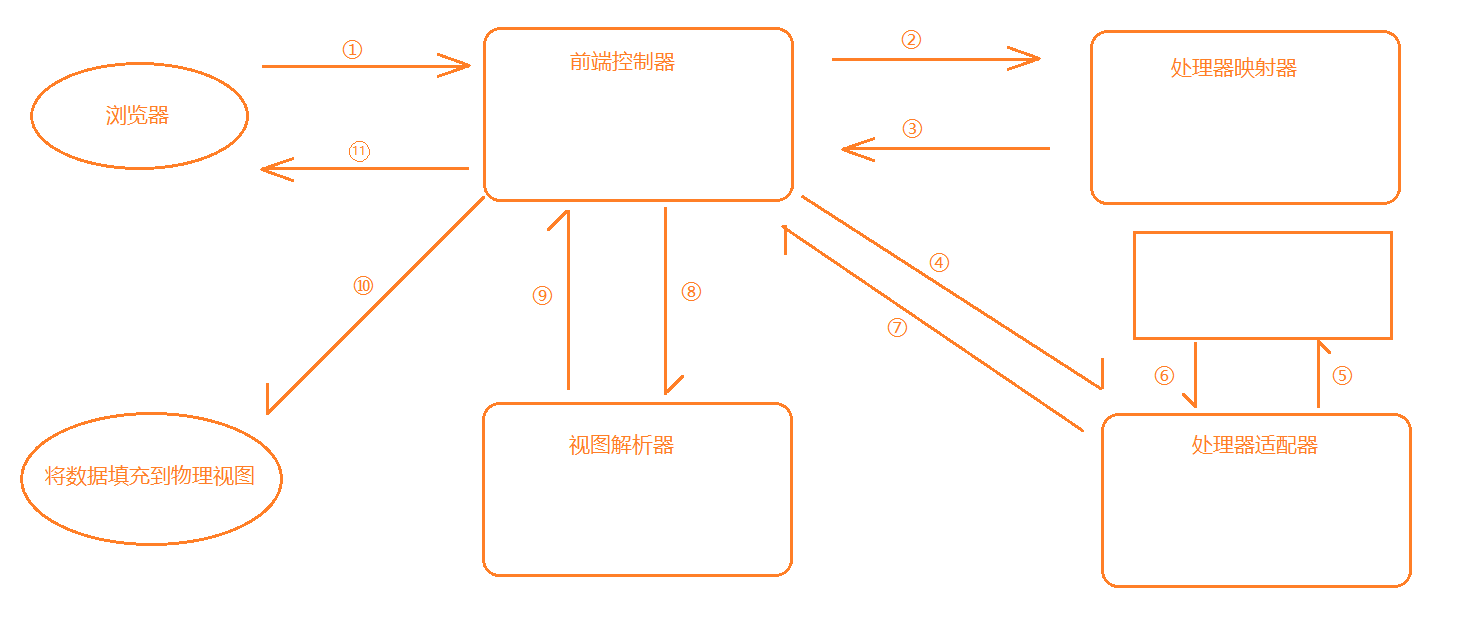 ①
②
前端控制器
处理器映射器
浏览器
③
⑪
④
⑩
⑨
⑧
⑦
⑥
⑤
视图解析器
处理器适配器
将数据填充到物理视图